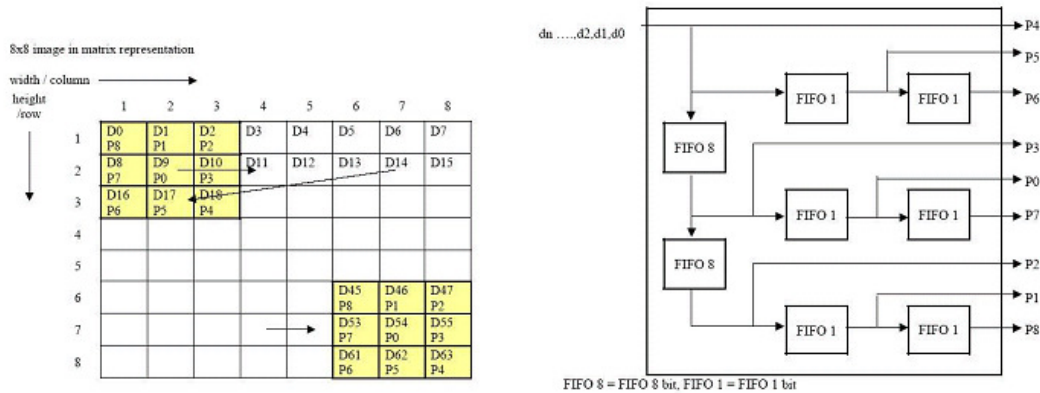 8x8 image in matrix representation
width / column
height
/row
1 2 3 4 5 6 7 8
1
D0 D1 D2 D3 D4 D5 D6 D7
P8 P1 P2
2
D8 D9 D10 D11 D12 D13 D14 D15
P7 P0 P3
3
D16 D17 D18
P6 P5 P4
4
5
6
D45 D46 D47
P8 P1 P2
7
D53 D54 D55
P7 P0 P3
8
D61 D62 D63
P6 P5 P4
dn ....,d2,d1,d0
P4
P5
FIFO 1 FIFO 1 P6
FIFO 8
P3
P0
FIFO 1 FIFO 1 P7
FIFO 8
P2
P1
FIFO 1 FIFO 1 P8
FIFO 8 = FIFO 8 bit, FIFO 1 = FIFO 1 bit